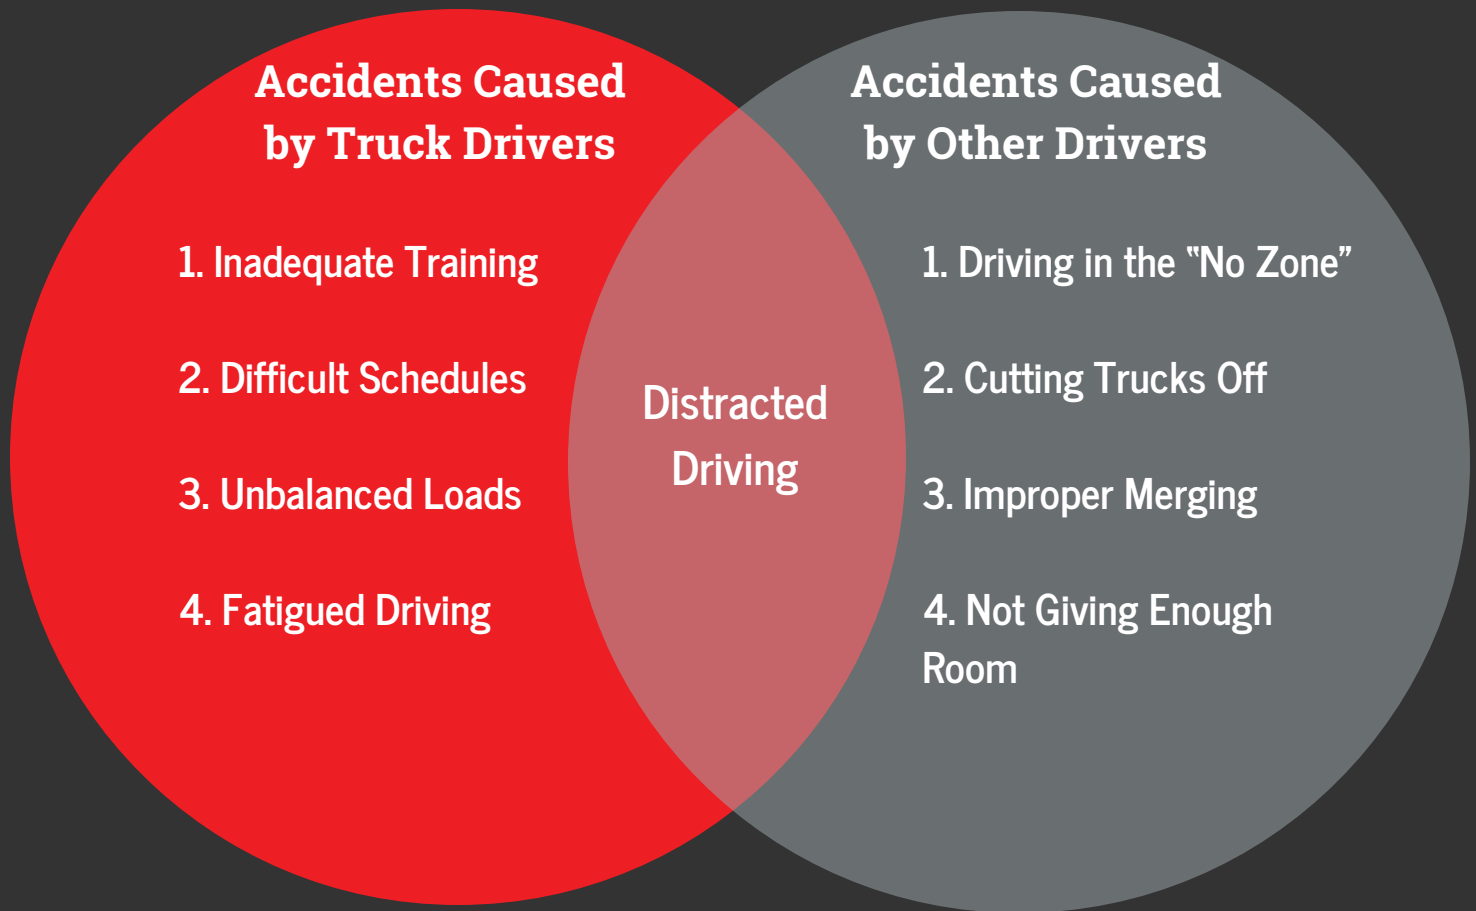 Accidents Caused
by Truck Drivers
1. Inadequate Training
2. Difficult Schedules
3. Unbalanced Loads
4. Fatigued Driving
Distracted
Driving
Accidents Caused
by Other Drivers
1. Driving in the “No Zone”
2. Cutting Trucks Off
3. Improper Merging
4. Not Giving Enough
Room